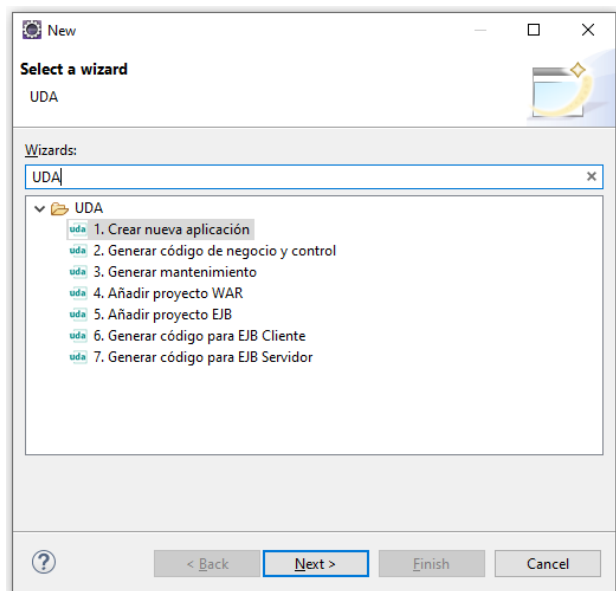 New
Select a wizard
UDA
Wizards:
UDA
UDA
uda 1. Crear nueva aplicación
uda 2. Generar código de negocio y control
uda 3. Generar mantenimiento
uda 4. Añadir proyecto WAR
uda 5. Añadir proyecto EJB
uda 6. Generar código para EJB Cliente
uda 7. Generar código para EJB Servidor
? < Back Next > Finish Cancel